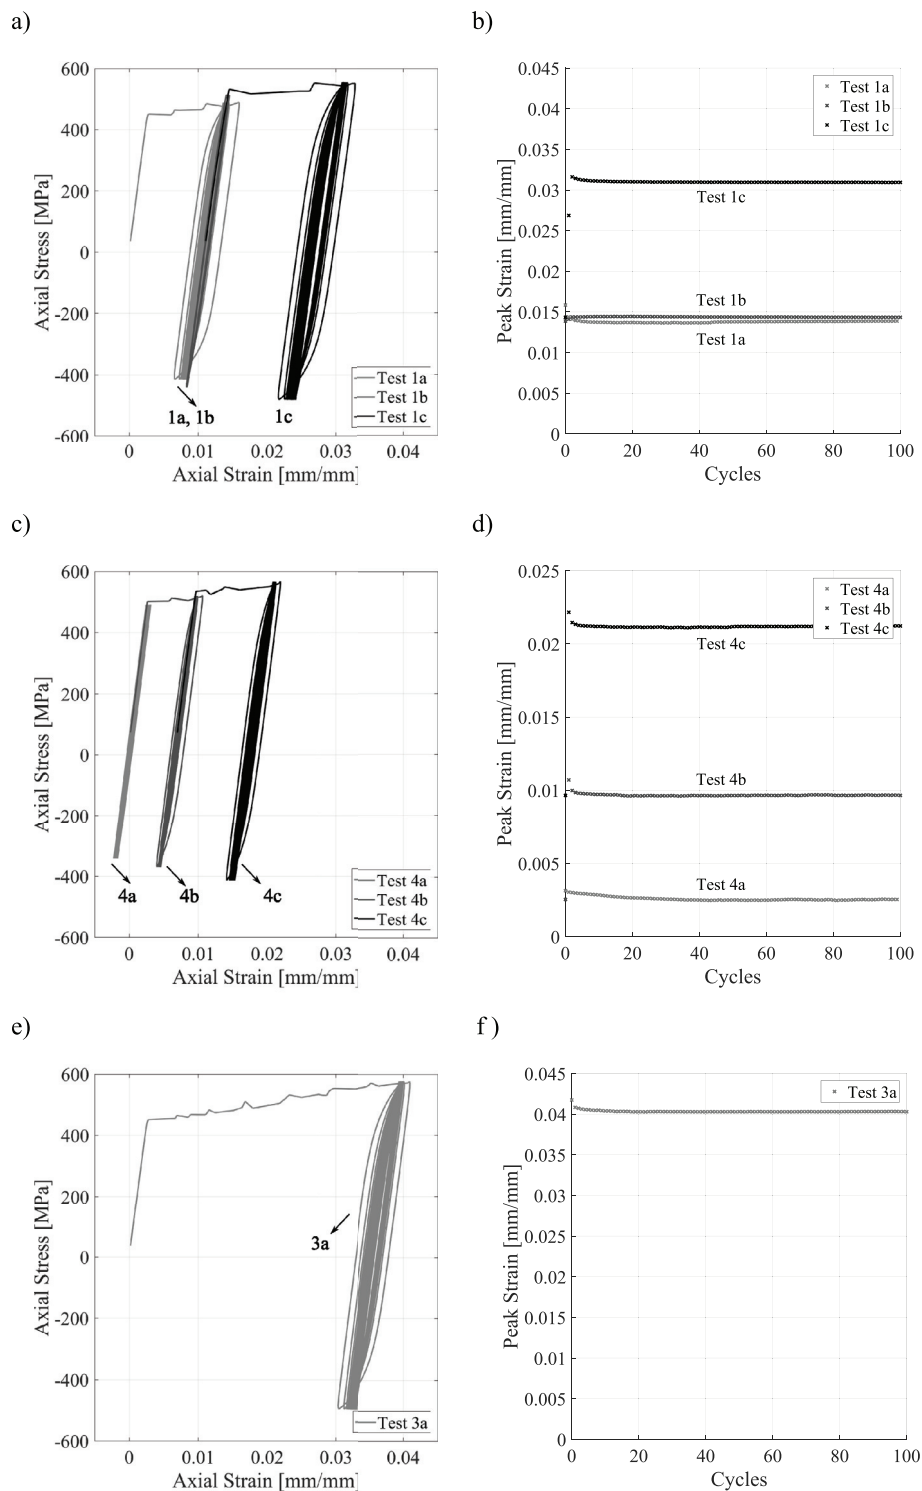 a)
600
400
200
0
-200
-400
-600
Axial Stress [MPa]
1a, 1b
1c
Test 1a
Test 1b
Test 1c
0 0.01 0.02 0.03 0.04
Axial Strain [mm/mm]
b)
0.045
0.04
0.035
0.03
0.025
0.02
0.015
0.01
0.005
0
Peak Strain [mm/mm]
Test 1a
Test 1b
Test 1c
Test 1c
Test 1b
Test 1a
0 20 40 60 80 100
Cycles
c)
600
400
200
0
-200
-400
-600
Axial Stress [MPa]
4a
4b
4c
Test 4a
Test 4b
Test 4c
0 0.01 0.02 0.03 0.04
Axial Strain [mm/mm]
d)
0.025
0.02
0.015
0.01
0.005
0
Peak Strain [mm/mm]
Test 4a
Test 4b
Test 4c
Test 4c
Test 4b
Test 4a
0 20 40 60 80 100
Cycles
e)
600
400
200
0
-200
-400
-600
Axial Stress [MPa]
3a
Test 3a
0 0.01 0.02 0.03 0.04
Axial Strain [mm/mm]
f )
0.045
0.04
0.035
0.03
0.025
0.02
0.015
0.01
0.005
0
Peak Strain [mm/mm]
Test 3a
0 20 40 60 80 100
Cycles